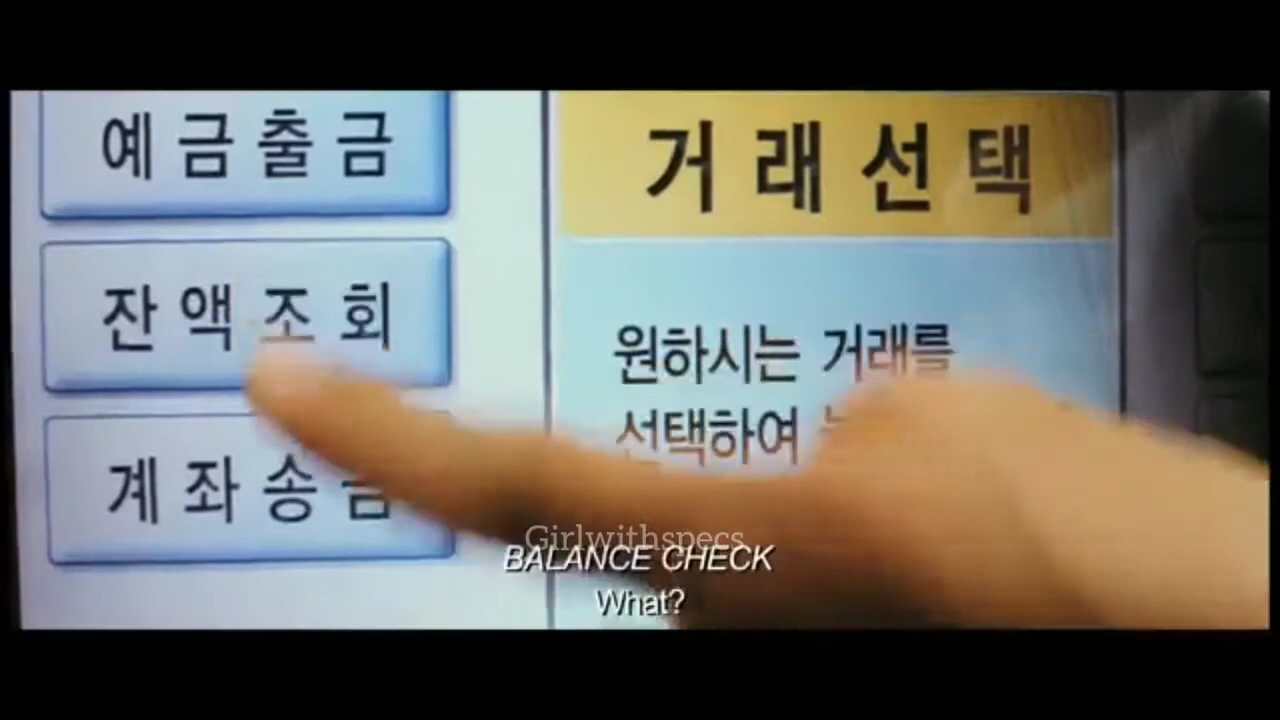 예금출금
잔액조회
계좌송금
거래선택
원하시는 거래를
선택하여
Girlwithspecs
BALANCE CHECK
What?